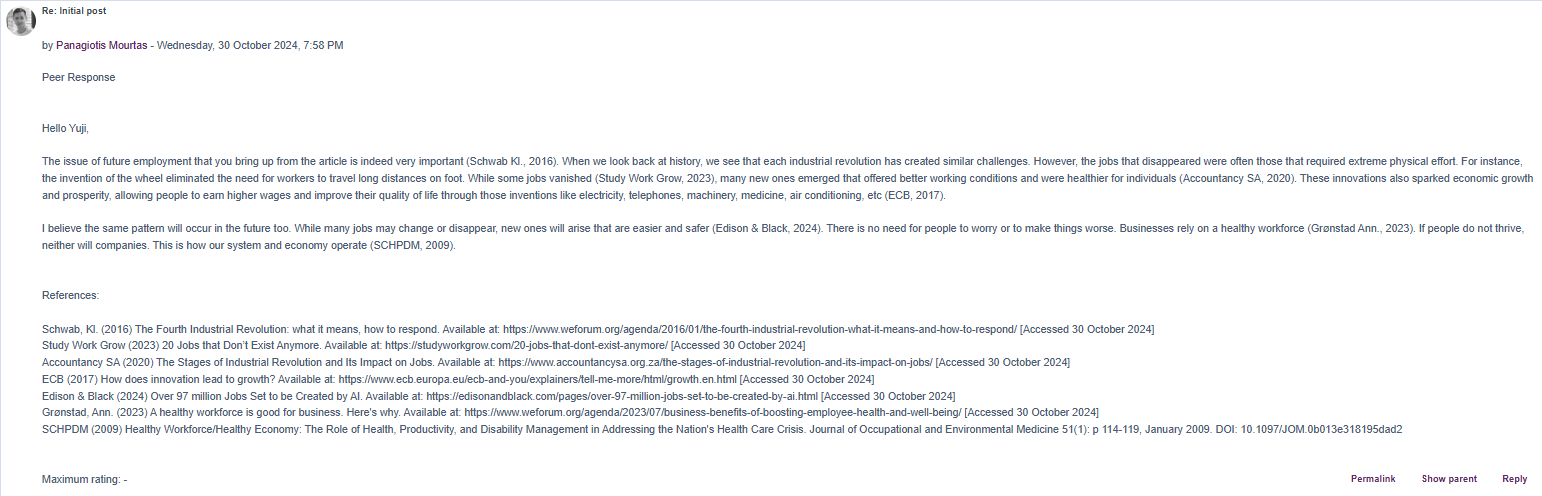 Re: Initial post
by Panagiotis Mourtas - Wednesday, 30 October 2024, 7:58 PM
Peer Response
Hello Yuji,
The issue of future employment that you bring up from the article is indeed very important (Schwab Kl., 2016). When we look back at history, we see that each industrial revolution has created similar challenges. However, the jobs that disappeared were often those that required extreme physical effort. For instance,
the invention of the wheel eliminated the need for workers to travel long distances on foot. While some jobs vanished (Study Work Grow, 2023), many new ones emerged that offered better working conditions and were healthier for individuals (Accountancy SA, 2020). These innovations also sparked economic growth
and prosperity, allowing people to earn higher wages and improve their quality of life through those inventions like electricity, telephones, machinery, medicine, air conditioning, etc (ECB, 2017).
I believe the same pattern will occur in the future too. While many jobs may change or disappear, new ones will arise that are easier and safer (Edison & Black, 2024). There is no need for people to worry or to make things worse. Businesses rely on a healthy workforce (Grønstad Ann., 2023). If people do not thrive,
neither will companies. This is how our system and economy operate (SCHPDM, 2009).
References:
Schwab, Kl. (2016) The Fourth Industrial Revolution: what it means, how to respond. Available at: https://www.weforum.org/agenda/2016/01/the-fourth-industrial-revolution-what-it-means-and-how-to-respond/ [Accessed 30 October 2024]
Study Work Grow (2023) 20 Jobs that Don't Exist Anymore. Available at: https://studyworkgrow.com/20-jobs-that-dont-exist-anymore/ [Accessed 30 October 2024]
Accountancy SA (2020) The Stages of Industrial Revolution and Its Impact on Jobs. Available at: https://www.accountancysa.org.za/the-stages-of-industrial-revolution-and-its-impact-on-jobs/ [Accessed 30 October 2024]
ECB (2017) How does innovation lead to growth? Available at: https://www.ecb.europa.eu/ecb-and-you/explainers/tell-me-more/html/growth.en.html [Accessed 30 October 2024]
Edison & Black (2024) Over 97 million Jobs Set to be Created by AI. Available at: https://edisonandblack.com/pages/over-97-million-jobs-set-to-be-created-by-ai.html [Accessed 30 October 2024]
Grønstad, Ann. (2023) A healthy workforce is good for business. Here's why. Available at: https://www.weforum.org/agenda/2023/07/business-benefits-of-boosting-employee-health-and-well-being/ [Accessed 30 October 2024]
SCHPDM (2009) Healthy Workforce/Healthy Economy: The Role of Health, Productivity, and Disability Management in Addressing the Nation's Health Care Crisis. Journal of Occupational and Environmental Medicine 51(1): p 114-119, January 2009. DOI: 10.1097/JOM.0b013e318195dad2
Maximum rating: -
Permalink Show parent Reply